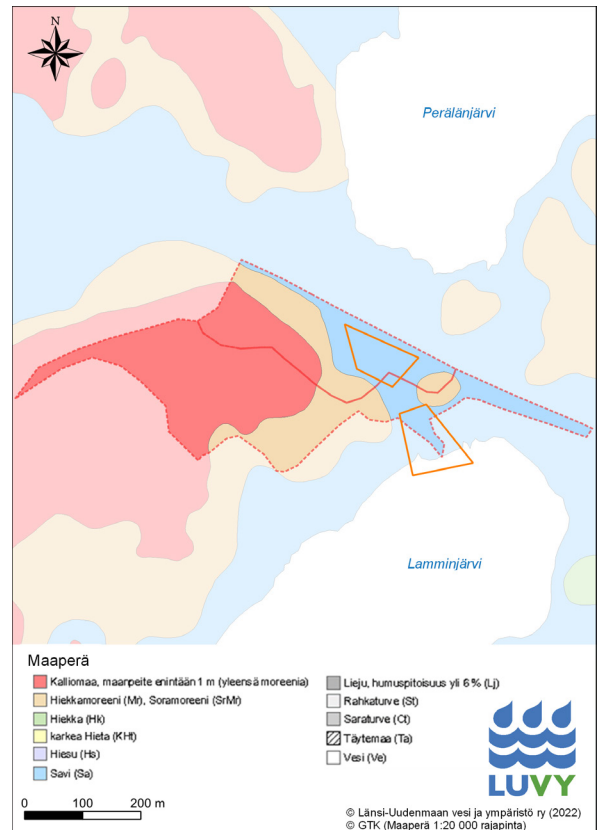 N
Perälänjärvi
Lamminjärvi
Maaperä
Kalliomaa, maanpeite enintään 1 m (yleensä moreenia)
Hiekkamoreeni (Mr), Soramoreeni (SrMr)
Hiekka (Hk)
karkea Hieta (KHt)
Hiesu (Hs)
Savi (Sa)
Lieju, humuspitoisuus yli 6% (Lj)
Rahkaturve (St)
Saraturve (Ct)
Täytemaa (Ta)
Vesi (Ve)
0 100 200 m
LUVY
© Länsi-Uudenmaan vesi ja ympäristö ry (2022)
© GTK (Maaperä 1:20 000 rajapinta)